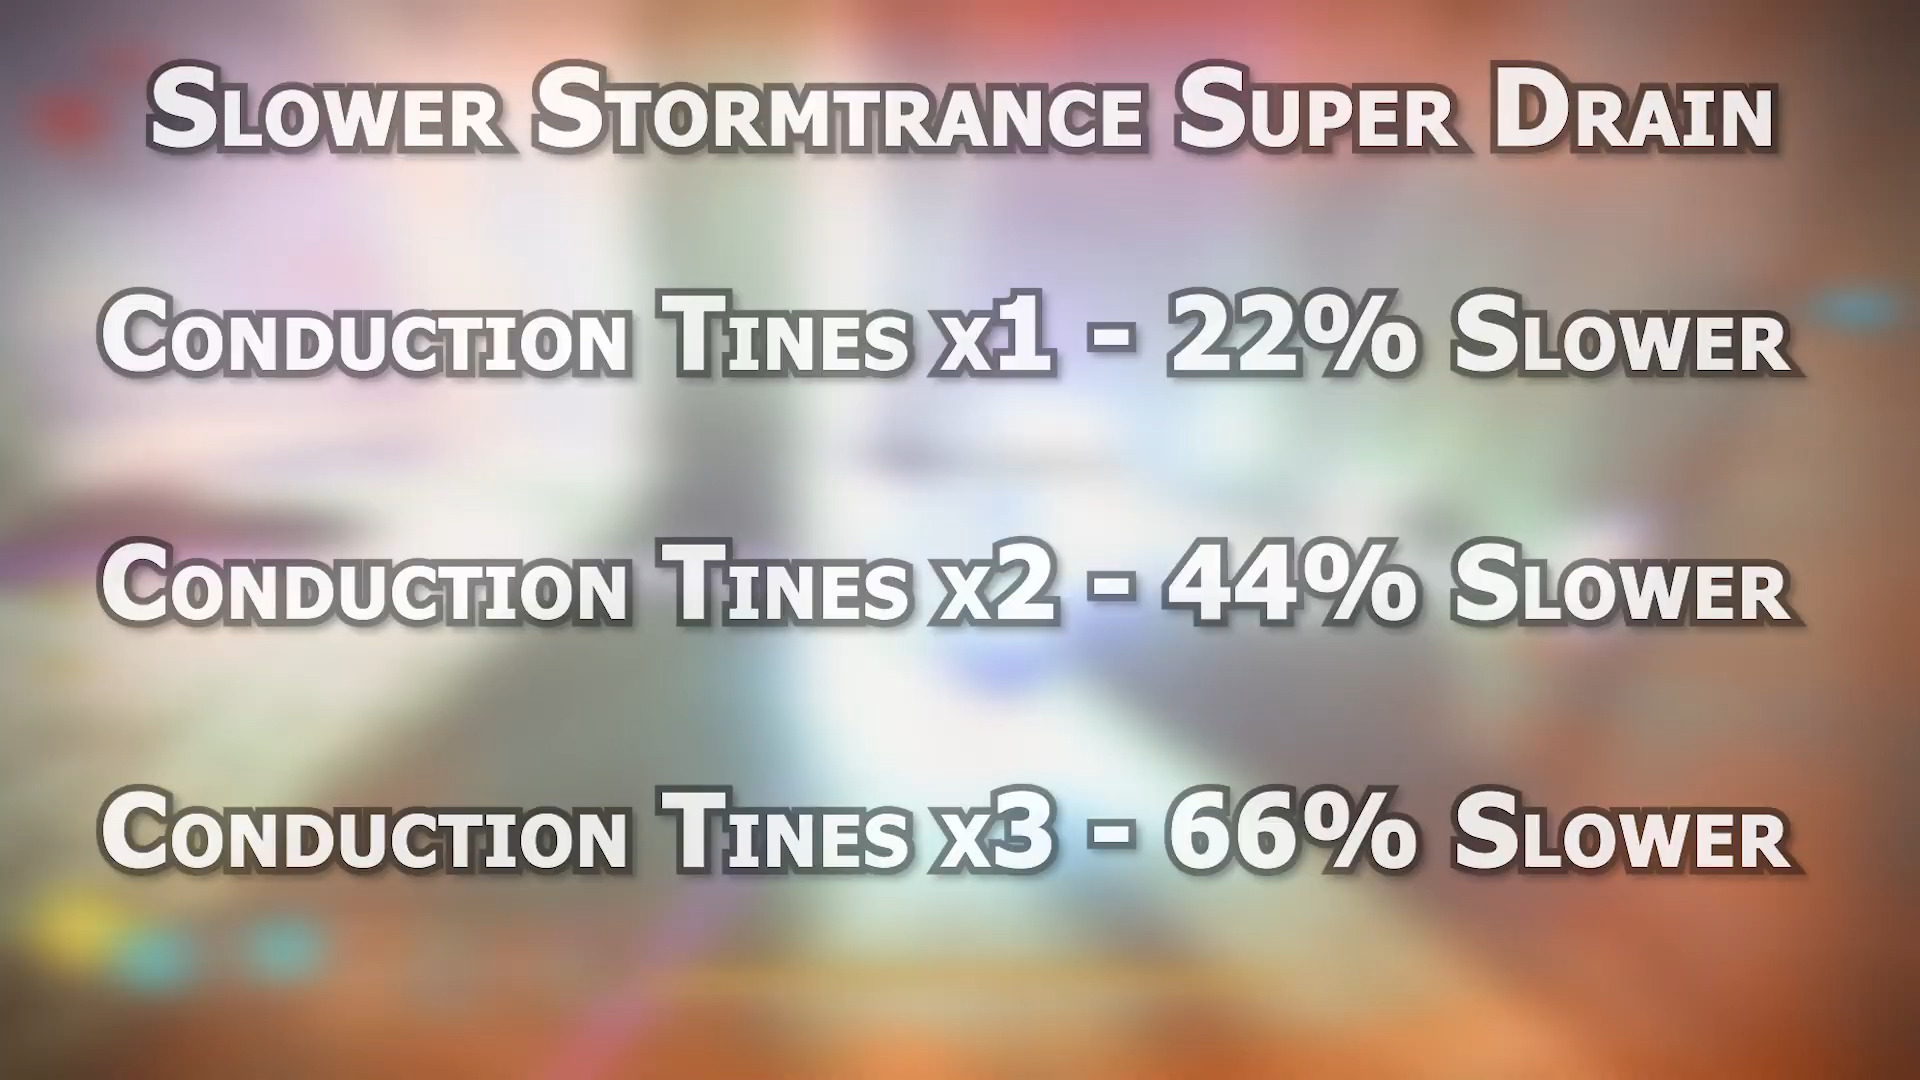 Slower Stormtrance Super Drain
Conduction Tines x1 - 22% Slower
Conduction Tines x2 - 44% Slower
Conduction Tines x3 - 66% Slower